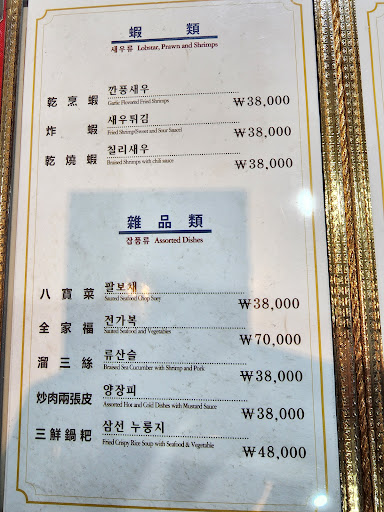 蝦 類
새우류 Lobstar, Prawn and Shrimps
乾烹蝦 깐풍새우 ₩38,000
Garlic Flavored Fried Shrimps
炸 蝦 새우튀김 ₩38,000
Fried Shrimp(Sweet and Sour Sauce)
乾燒蝦 칠리새우 ₩38,000
Braised Shrimps with chili sauce
雜品類
잡품류 Assorted Dishes
八寶菜 팔보채 ₩38,000
Sauted Seafood Chop Suey
全家福 전가복 ₩70,000
Sauted Seafood and Vegetables
溜三絲 류산슬 ₩38,000
Braised Sea Cucumber with Shrimp and Pork
炒肉兩張皮 양장피 ₩38,000
Assorted Hot and Cold Dishes with Mustard Sauce
三鮮鍋粑 삼선 누룽지 ₩48,000
Fried Crispy Rice Soup with Seafood & Vegetable